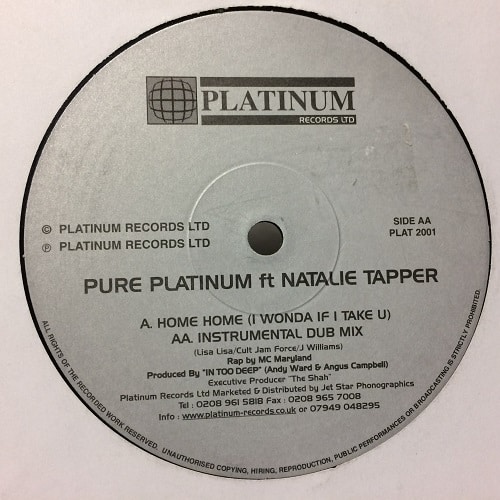 PLATINUM
RECORDS LTD
© PLATINUM RECORDS LTD
℗ PLATINUM RECORDS LTD
SIDE AA
PLAT 2001
PURE PLATINUM ft NATALIE TAPPER
A. HOME HOME (I WONDA IF I TAKE U)
AA. INSTRUMENTAL DUB MIX
(Lisa Lisa/Cult Jam Force/J Williams)
Rap by MC Maryland
Produced By "IN TOO DEEP" (Andy Ward & Angus Campbell)
Executive Producer "The Shah"
Platinum Records Ltd Marketed & Distributed by Jet Star Phonographics
Tel : 0208 961 5818 Fax : 0208 965 7008
Info : www.platinum-records.co.uk or 07949 048295
ALL RIGHTS OF THE RECORDED WORK RESERVED. UNAUTHORISED COPYING, HIRING, REPRODUCTION, PUBLIC PERFORMANCES OR BROADCASTING IS STRICTLY PROHIBITED.